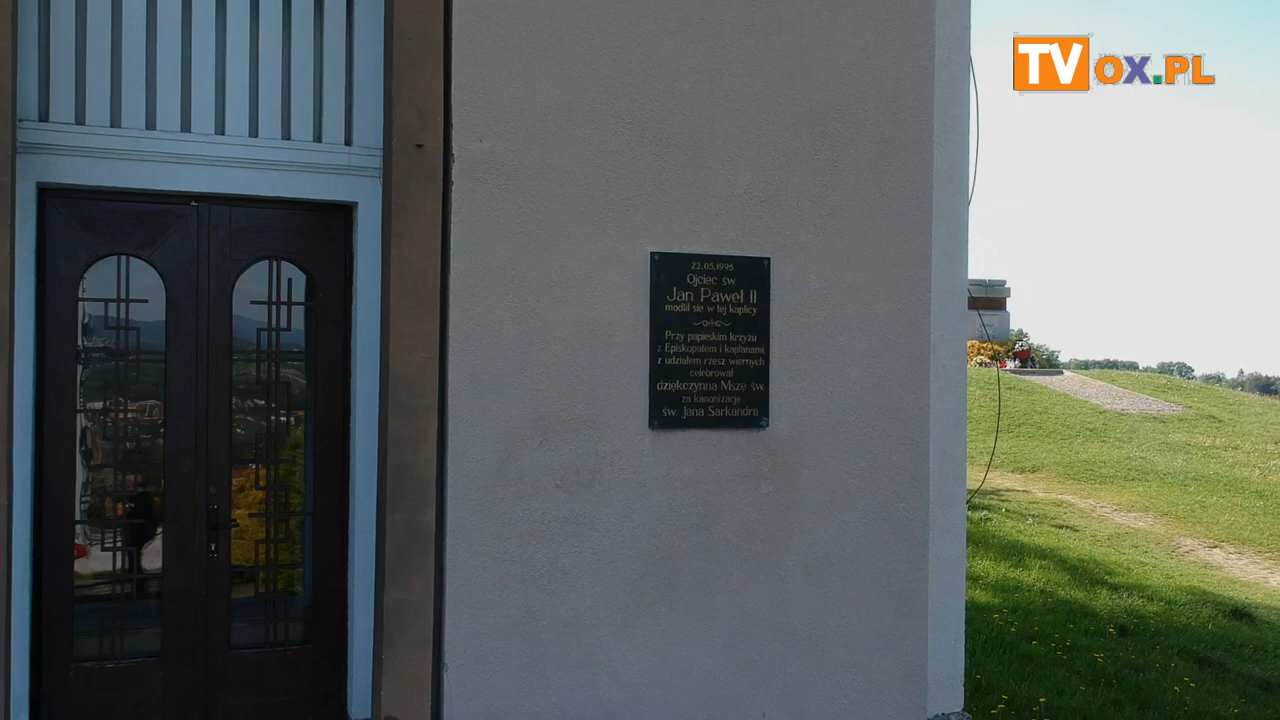 TVOX.PL
22.05.1995
Ojciec św.
Jan Paweł II
modlił się w tej kaplicy
Przy papieskim krzyżu
z Episkopatem i kapłanami,
z udziałem rzesz wiernych
celebrował
dziękczynną Mszę św.
za kanonizację
św. Jana Sarkandra